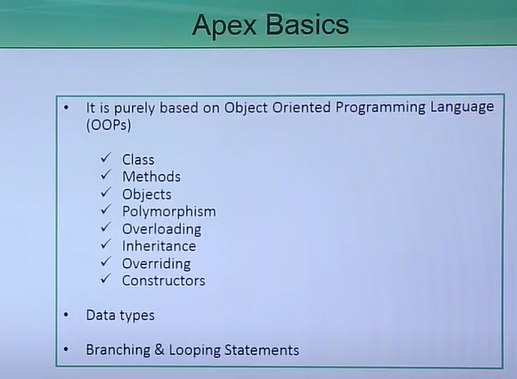 Apex Basics
• It is purely based on Object Oriented Programming Language
(OOPs)
✓ Class
✓ Methods
✓ Objects
✓ Polymorphism
✓ Overloading
✓ Inheritance
✓ Overriding
✓ Constructors
• Data types
• Branching & Looping Statements